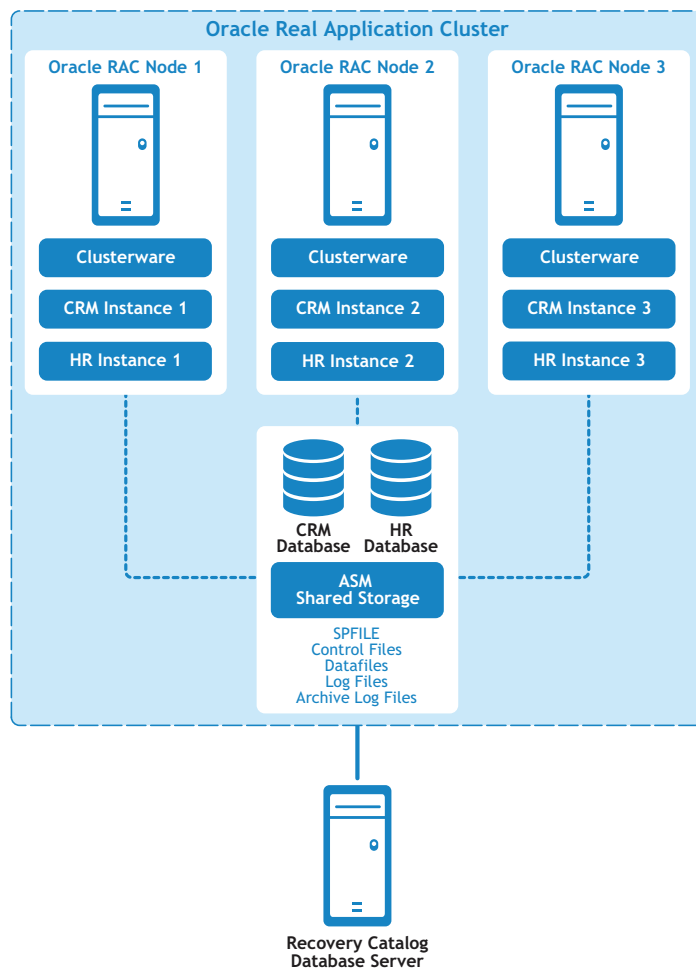 Oracle Real Application Cluster
Oracle RAC Node 1
Clusterware
CRM Instance 1
HR Instance 1
Oracle RAC Node 2
Clusterware
CRM Instance 2
HR Instance 2
Oracle RAC Node 3
Clusterware
CRM Instance 3
HR Instance 3
CRM
Database
HR
Database
ASM
Shared Storage
SPFILE
Control Files
Datafiles
Log Files
Archive Log Files
Recovery Catalog
Database Server